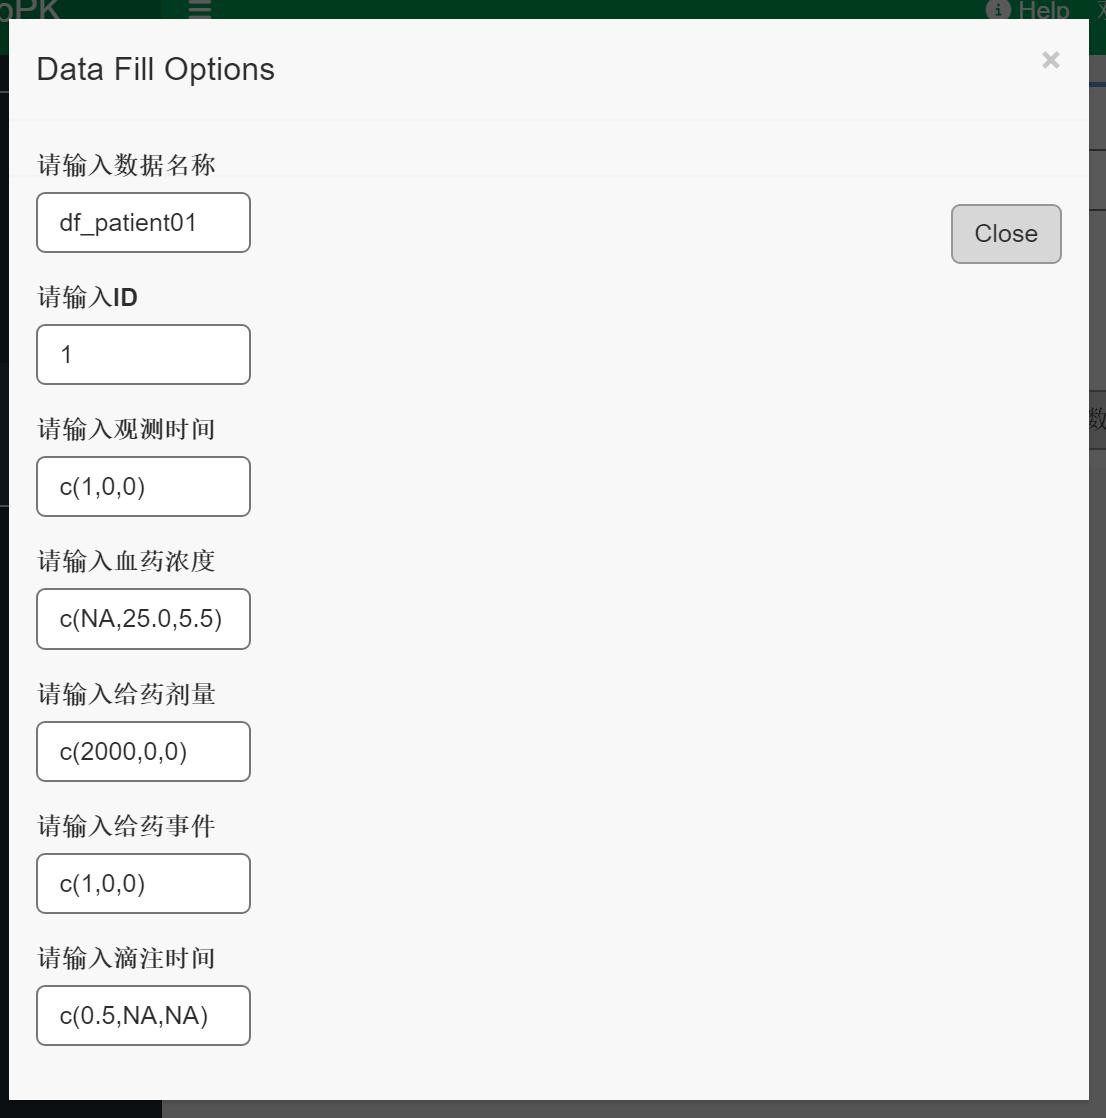 Help
Data Fill Options
×
请输入数据名称
df_patient01
Close
请输入ID
1
请输入观测时间
c(1,0,0)
数
请输入血药浓度
c(NA,25.0,5.5)
请输入给药剂量
c(2000,0,0)
请输入给药事件
c(1,0,0)
请输入滴注时间
c(0.5,NA,NA)